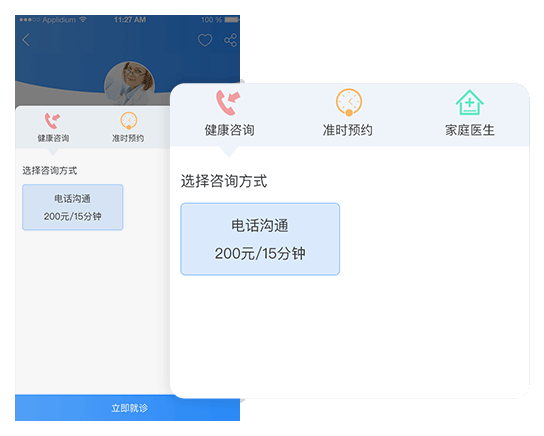 Applidium 11:27 AM 100 %
健康咨询
准时预约
选择咨询方式
电话沟通
200元/15分钟
立即就诊
健康咨询
准时预约
家庭医生
选择咨询方式
电话沟通
200元/15分钟